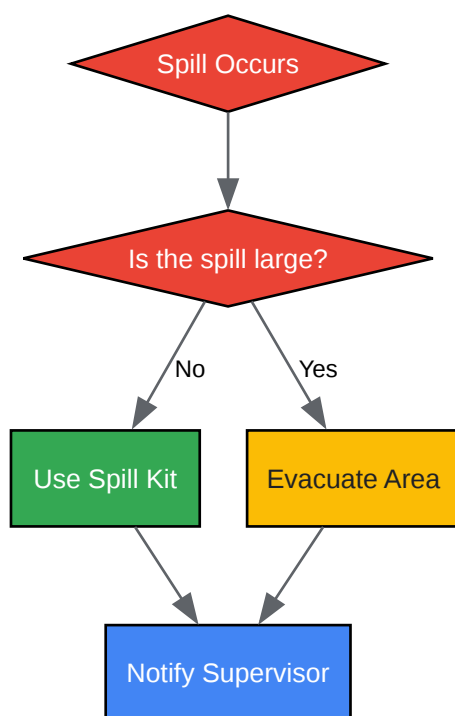 Spill Occurs
Is the spill large?
No
Yes
Use Spill Kit
Evacuate Area
Notify Supervisor